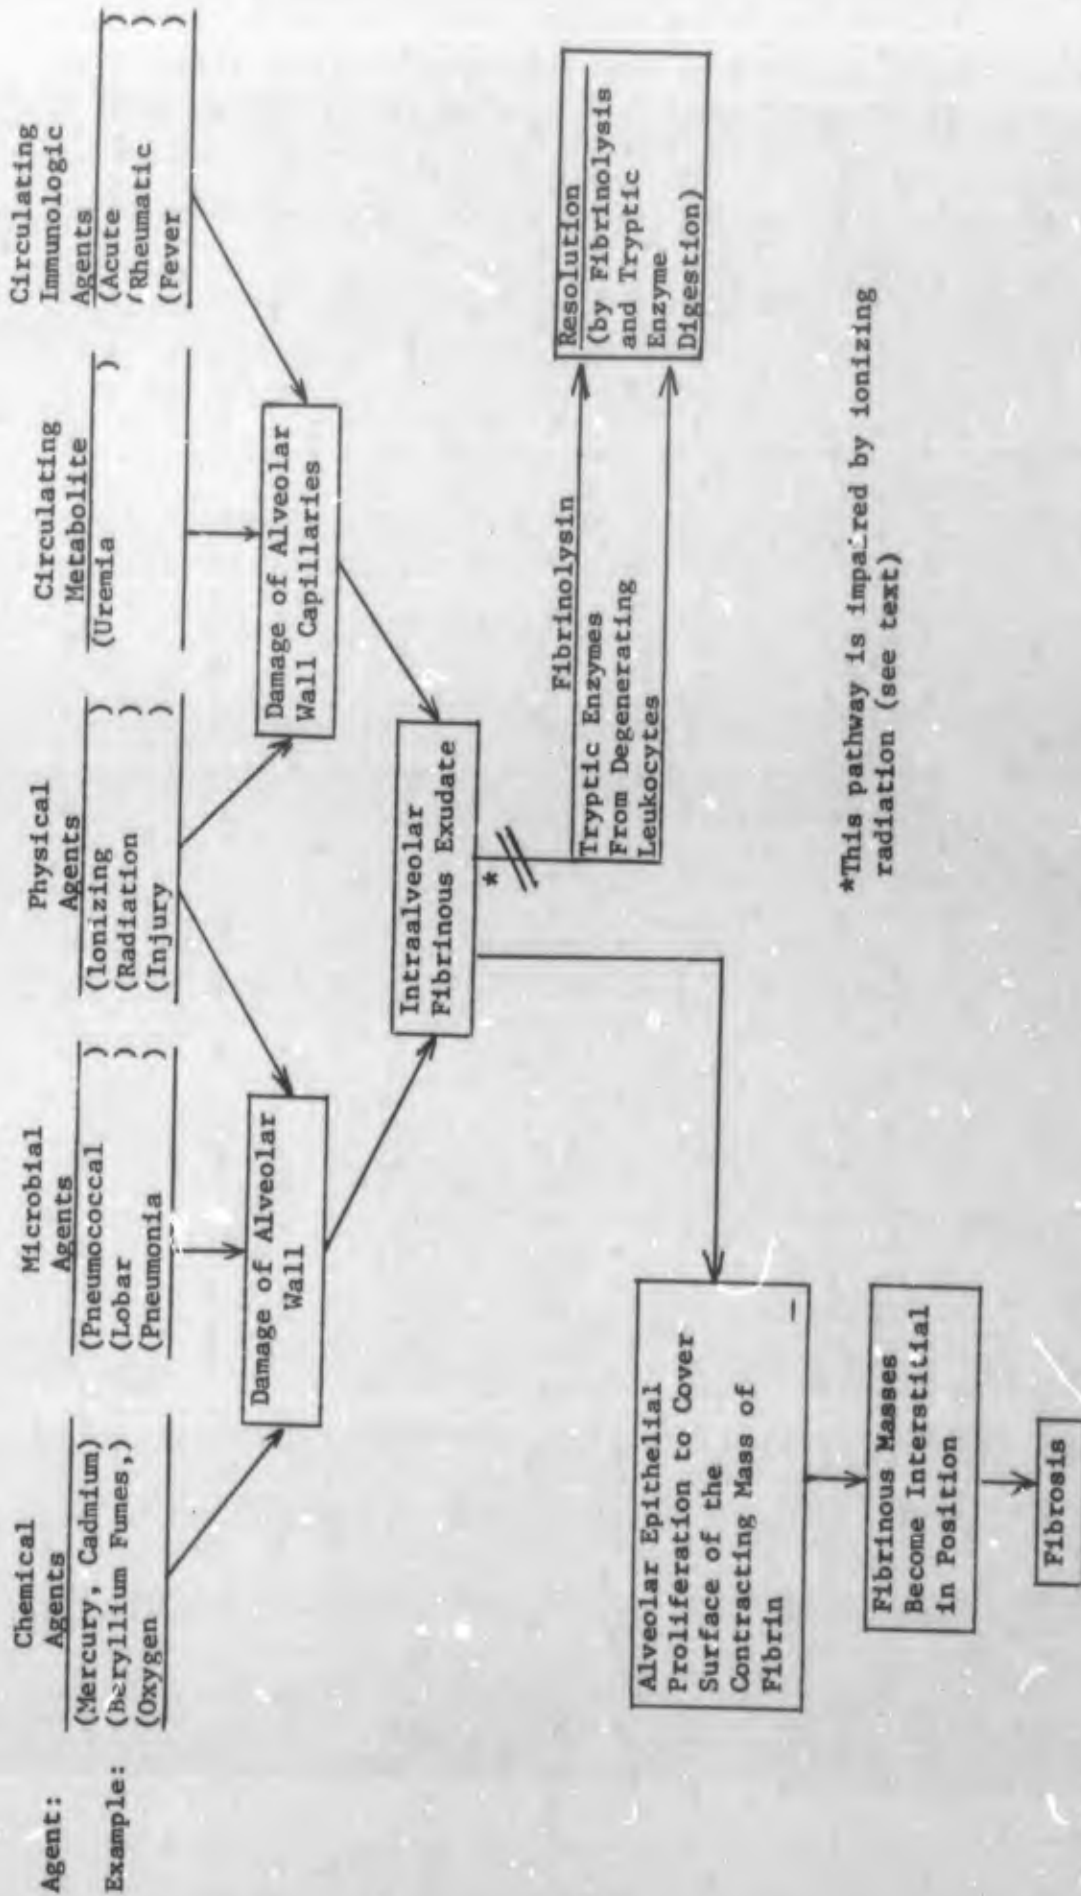 Agent:
Example:
Chemical
Agents
(Mercury, Cadmium)
(Beryllium Fumes,)
(Oxygen
Microbial
Agents
(Pneumococcal )
(Lobar )
(Pneumonia )
Physical
Agents
(Ionizing )
(Radiation )
(Injury )
Circulating
Metabolite
(Uremia )
Circulating
Immunologic
Agents
(Acute )
(Rheumatic )
(Fever )
Damage of Alveolar
Wall
Damage of Alveolar
Wall Capillaries
Intraalveolar
Fibrinous Exudate
*
Fibrinolysin
Tryptic Enzymes
From Degenerating
Leukocytes
Resolution
(by Fibrinolysis
and Tryptic
Enzyme
Digestion)
Alveolar Epithelial
Proliferation to Cover
Surface of the
Contracting Mass of
Fibrin
Fibrinous Masses
Become Interstitial
in Position
Fibrosis
*This pathway is impaired by ionizing
radiation (see text)